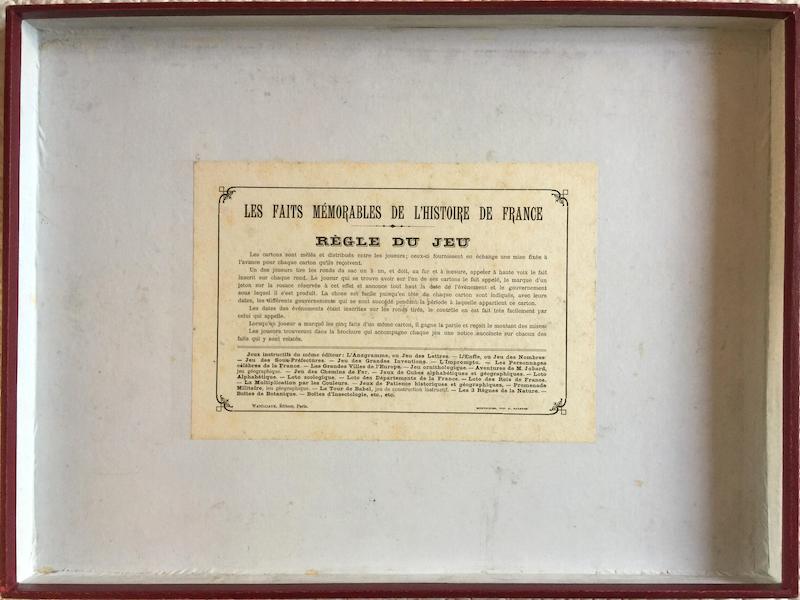 LES FAITS MÉMORABLES DE L'HISTOIRE DE FRANCE
RÈGLE DU JEU
Les cartons sont mêlés et distribués entre les joueurs; ceux-ci fournissent en échange une mise fixée à
l'avance pour chaque carton qu'ils reçoivent.
Un des joueurs tire les ronds du sac un à un, et doit, au fur et à mesure, appeler à haute voix le fait
inscrit sur chaque rond. Le joueur qui se trouve avoir sur l'un de ses cartons le fait appelé, le marque d'un
jeton sur la rosace réservée à cet effet et annonce tout haut la date de l'événement et le gouvernement
sous lequel il s'est produit. La chose est facile puisqu'en tête de chaque carton sont indiqués, avec leurs
dates, les différents gouvernements qui se sont succédé pendant la période à laquelle appartient ce carton.
Les dates des événements étant inscrites sur les ronds tirés, le contrôle en est fait très facilement par
celui qui appelle.
Lorsqu'un joueur a marqué les cinq faits d'un même carton, il gagne la partie et reçoit le montant des mises.
Les joueurs trouveront dans la brochure qui accompagne chaque jeu une notice succincte sur chacun des
faits qui y sont relatés.
Jeux instructifs du même éditeur: L'Anagramme, ou Jeu des Lettres. — L'Enfle, ou Jeu des Nombres.
— Jeu des Sous-Préfectures. — Jeu des Grandes Inventions. — L'Impromptu. — Les Personnages
célèbres de la France. — Les Grandes Villes de l'Europe. — Jeu ornithologique. — Aventures de M. Jobard,
jeu géographique. — Jeu des Chemins de Fer. — Jeux de Cubes alphabétiques et géographiques. — Loto
Alphabétique. — Loto zoologique. — Loto des Départements de la France. — Loto des Rois de France.
— La Multiplication par les Couleurs. — Jeux de Patience historiques et géographiques. — Promenade
Militaire, jeu géographique. — La Tour de Babel, jeu de construction instructif. — Les 3 Règnes de la Nature. —
Boîtes de Botanique. — Boîtes d'Insectologie, etc., etc.
Éditeur, Paris.